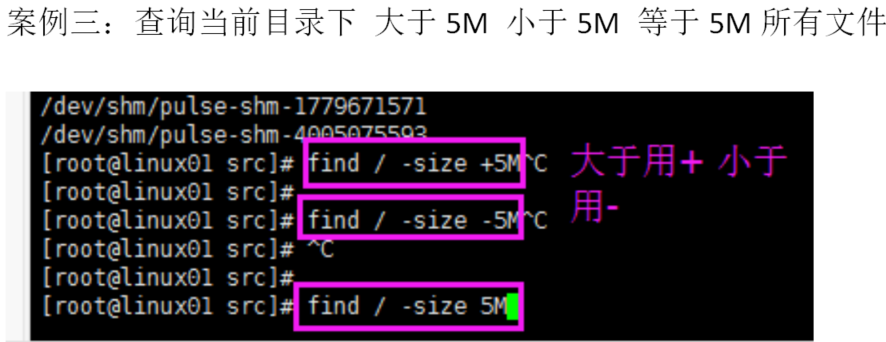 案例三：查询当前目录下 大于 5M 小于 5M 等于 5M 所有文件
/dev/shm/pulse-shm-1779671571
/dev/shm/pulse-shm-4005075593
[root@linux01 src]# find / -size +5M^C
大于用+ 小于
[root@linux01 src]#
用-
[root@linux01 src]# find / -size -5M^C
[root@linux01 src]# ^C
[root@linux01 src]#
[root@linux01 src]# find / -size 5M